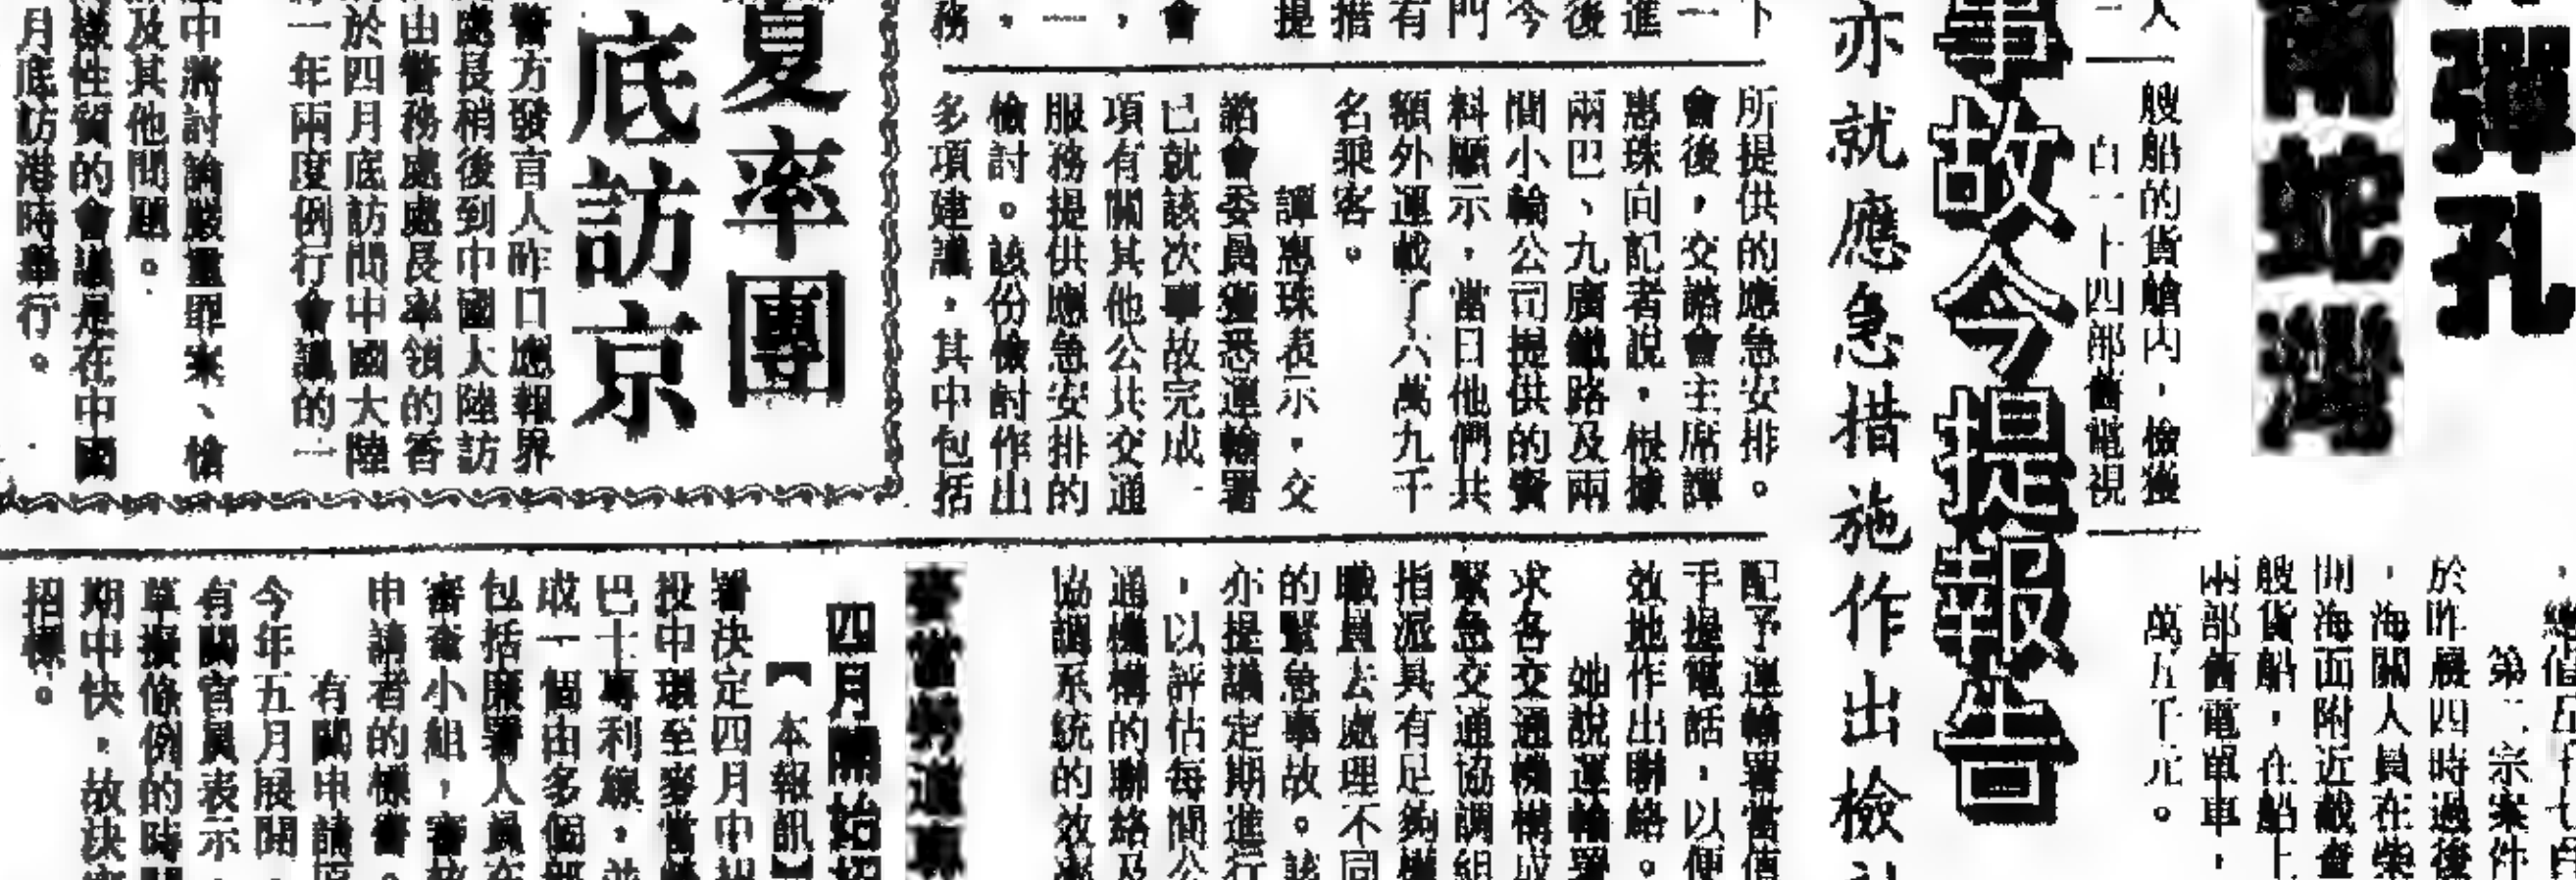 彈孔
蛇灣
人
艘船的貨艙內，檢獲
四部舊電視
第二宗案件
於昨晨四時過後
，海關人員在柴
則海面附近截查
艘貨船，在船上
兩部舊電單車，
萬五千元。
事故今提報告
亦就應急措施作出檢
下
一
進
後
今
門
有
措
提
會
，
一
，
務
所提供的應急安排。
會後，交諮會主席譚
惠珠向記者說，根據
兩巴、九廣鐵路及兩
間小輪公司提供的資
料顯示，當日他們共
額外運載了六萬九千
名乘客。
譚惠珠表示，交
諮會委員獲悉運輸署
已就該次事故完成一
項有關其他公共交通
服務提供應急安排的
檢討。該份檢討作出
多項建議，其中包括
配予運輸署當值
手提電話，以便
效地作出聯絡。
她說運輸署
求各交通機構成
緊急交通協調組
指派具有足夠權
職員去處理不同
的緊急事故。該
亦提議定期進行
，以評估每間公
通機構的聯絡及
協調系統的效率
夏率團
底訪京
警方發言人昨日應報界
處長稍後到中國大陸訪
由警務處處長率領的香
於四月底訪問中國大陸
一年兩度例行會議的一
中將討論嚴重罪案、槍
及其他問題。
樣性質的會議是在中國
月底訪港時舉行。
四月開始招
【本報訊】
署決定四月中招
投中環至麥當
巴士專利線，並
成一個由多個部
包括廉署人員在
審查小組，審核
申請者的標書。
有關申請
今年五月展開，
有關官員表示，
草擬條例的時間
期中快，故決
招標。